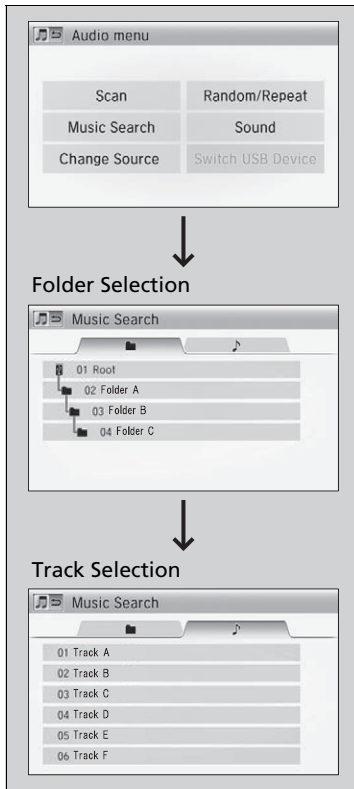 Audio menu
Scan Random/Repeat
Music Search Sound
Change Source Switch USB Device
Folder Selection
Music Search
01 Root
02 Folder A
03 Folder B
04 Folder C
Track Selection
Music Search
01 Track A
02 Track B
03 Track C
04 Track D
05 Track E
06 Track F